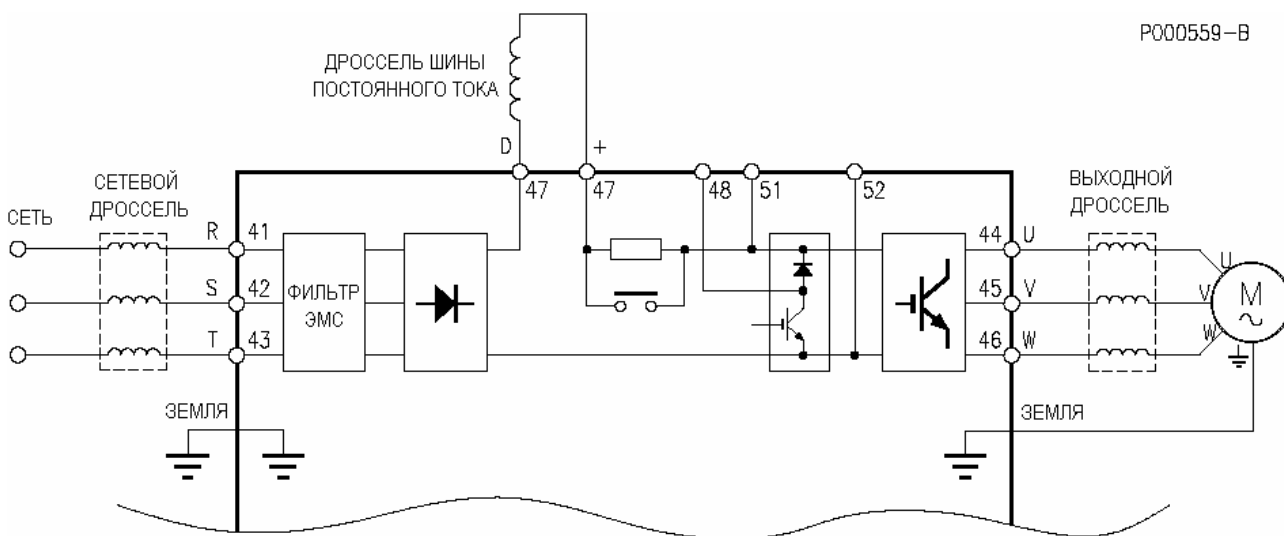 P000559-B
ДРОССЕЛЬ ШИНЫ
ПОСТОЯННОГО ТОКА
D
+
47
47
48
51
52
СЕТЕВОЙ
ДРОССЕЛЬ
ВЫХОДНОЙ
ДРОССЕЛЬ
СЕТЬ
R
41
44
U
U
S
42
ФИЛЬТР
ЭМС
45
V
V
M
T
43
46
W
W
ЗЕМЛЯ
ЗЕМЛЯ